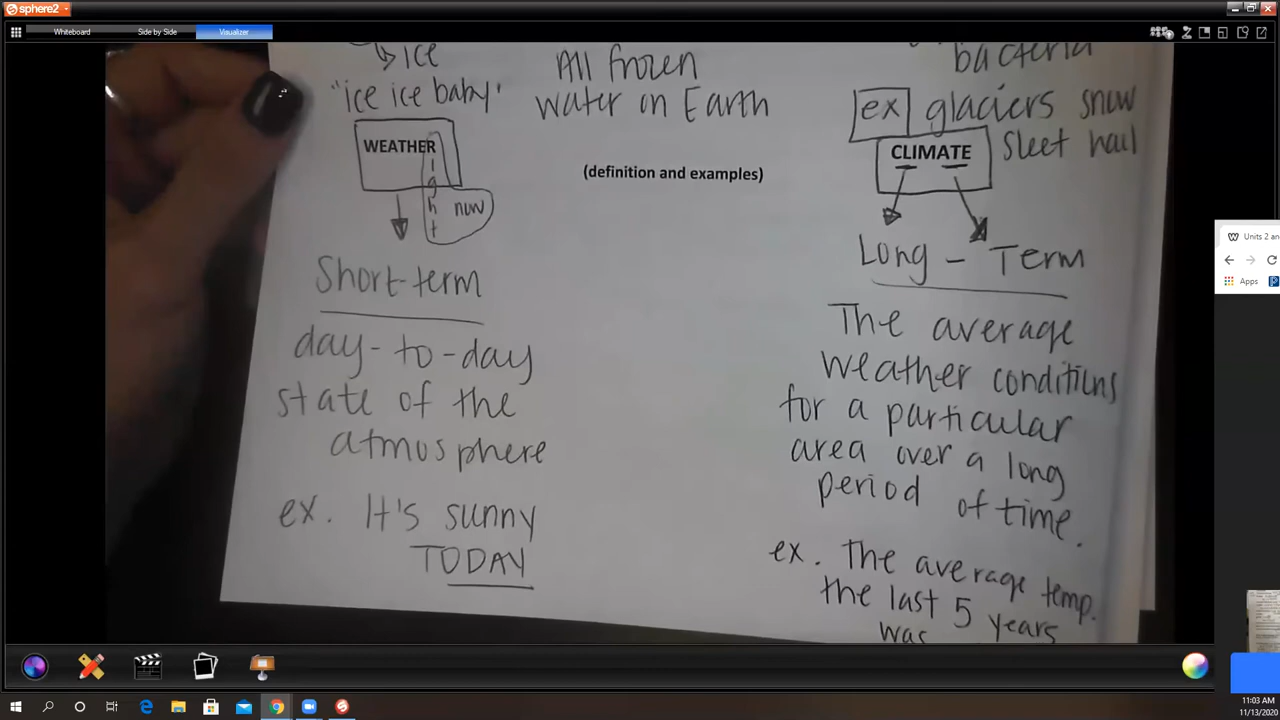 sphere2
Whiteboard
Side by Side
Visualizer
ice
"ice ice baby"
All frozen
water on Earth
bacteria
ex glaciers snow
sleet hail
WEATHER
right now
(definition and examples)
CLIMATE
Short-term
day-to-day
state of the
atmosphere
ex. It's sunny
TODAY
Long - Term
The average
weather conditions
for a particular
area over a long
period of time.
ex. The average temp.
the last 5 years
was
Units 2 an
Apps
11:03 AM
11/13/2020